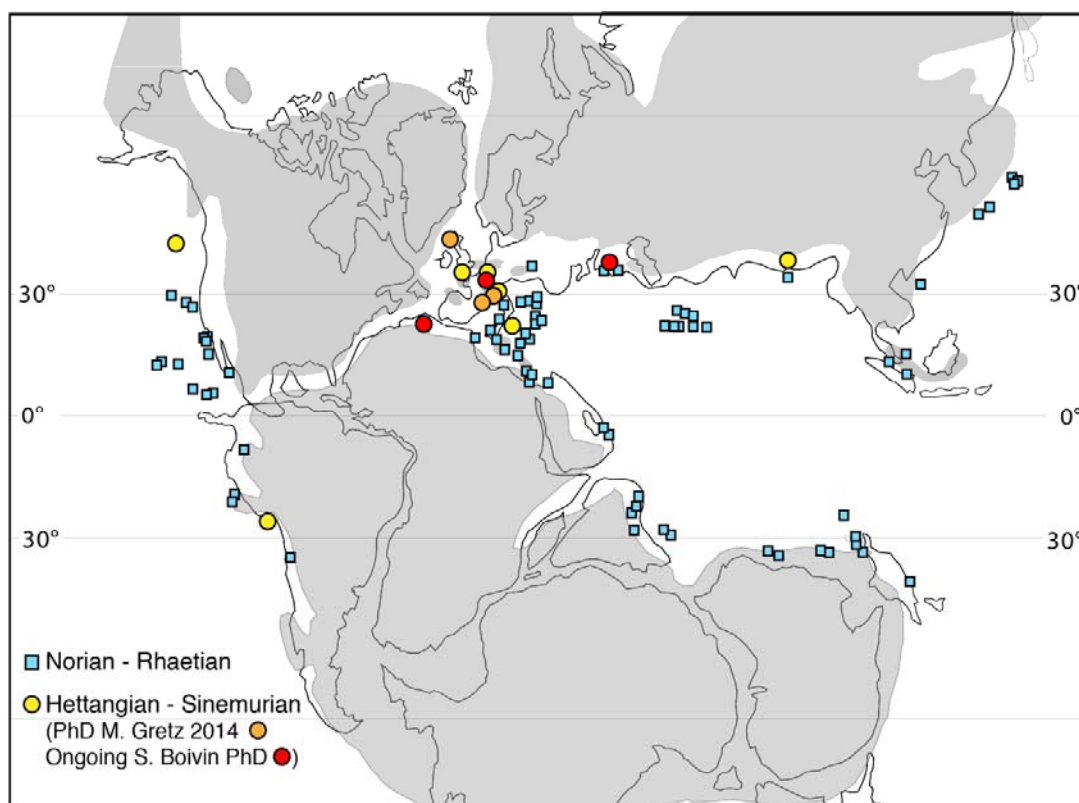 30°
30°
0°
0°
30°
30°
Norian - Rhaetian
Hettangian - Sinemurian
(PhD M. Gretz 2014
Ongoing S. Boivin PhD )